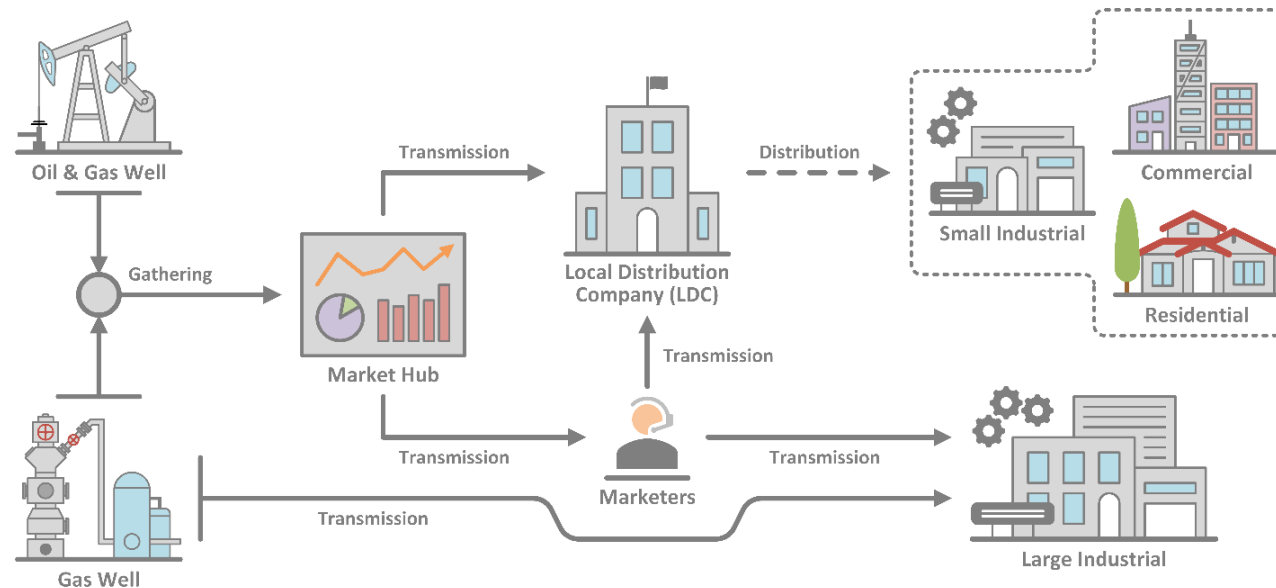 Oil & Gas Well
Gathering
Transmission
Market Hub
Transmission
Local Distribution
Company (LDC)
Distribution
Small Industrial
Commercial
Residential
Transmission
Marketers
Transmission
Large Industrial
Transmission
Gas Well